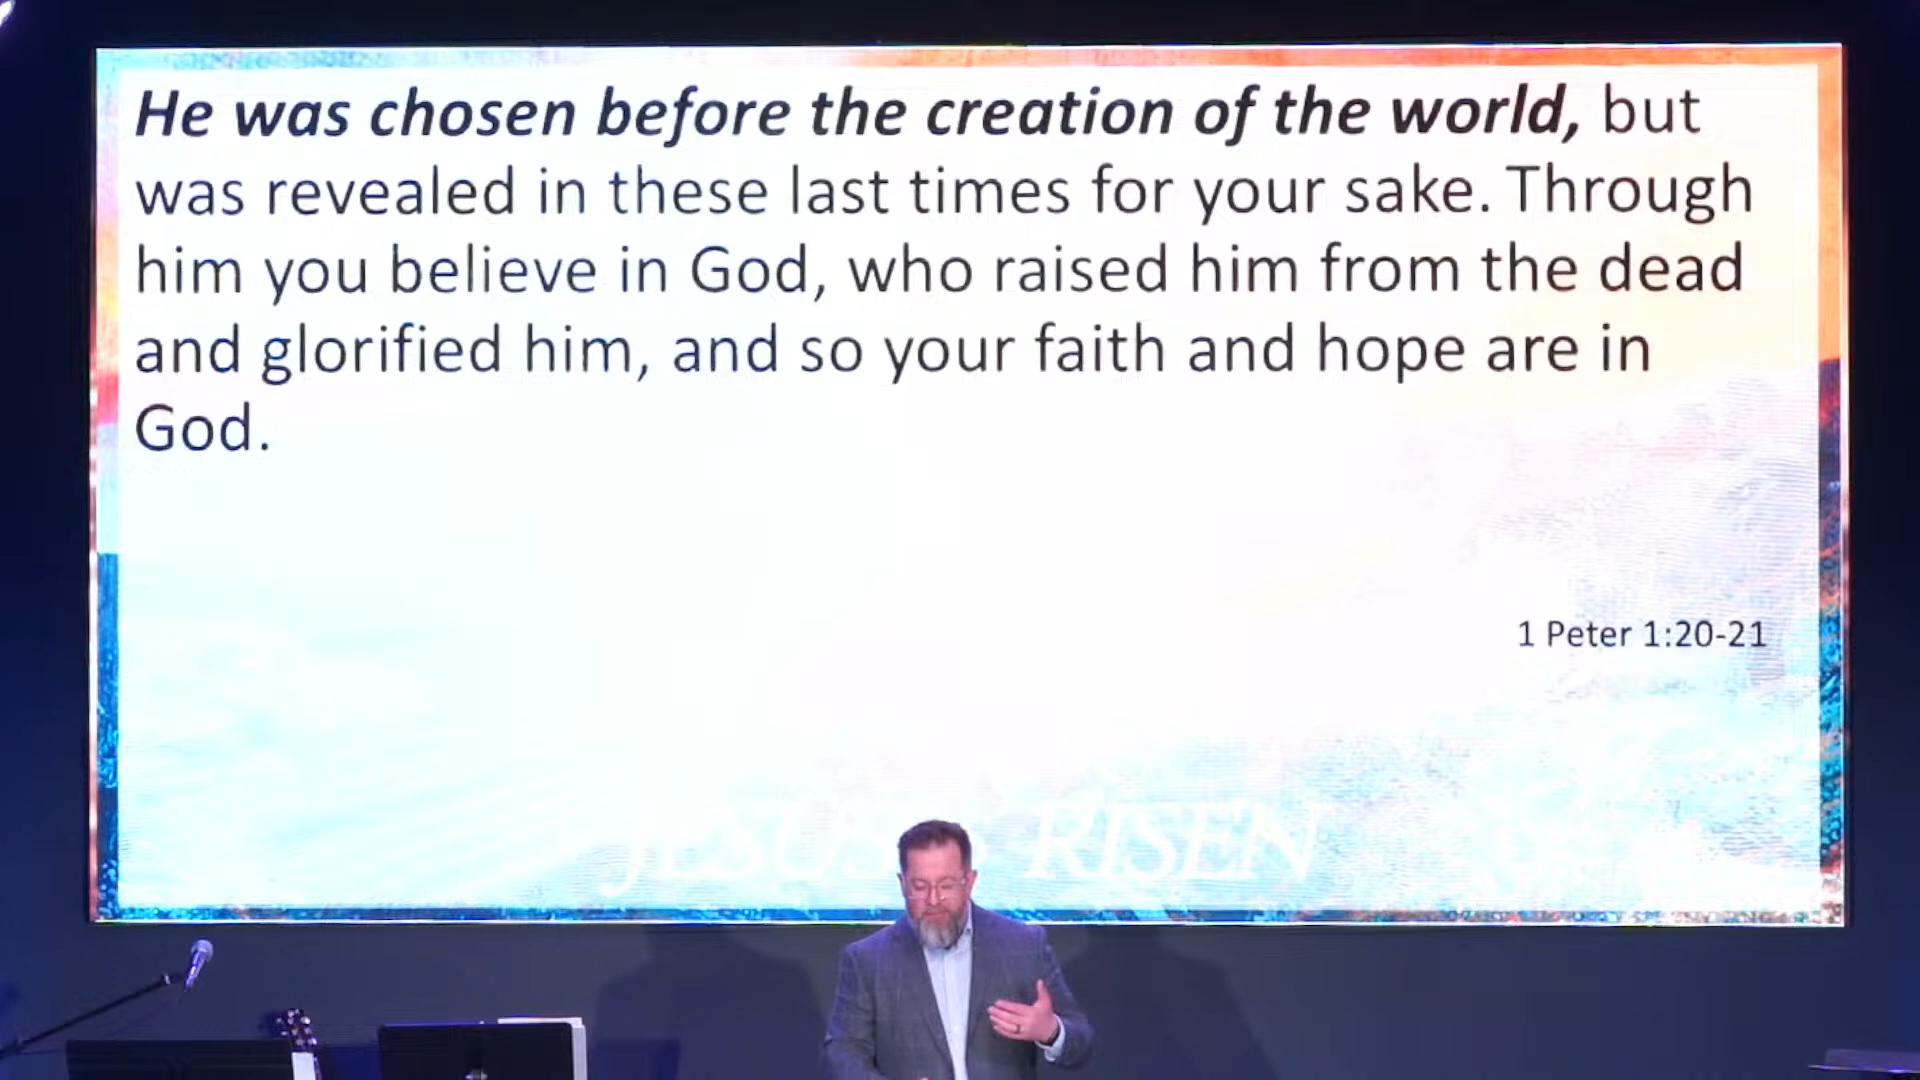 He was chosen before the creation of the world, but
was revealed in these last times for your sake. Through
him you believe in God, who raised him from the dead
and glorified him, and so your faith and hope are in
God.
1 Peter 1:20-21
JESUS RISEN